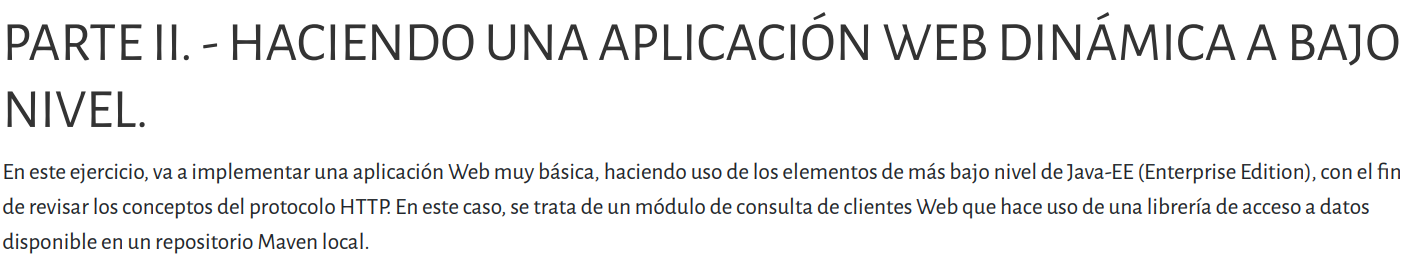 PARTE II. - HACIENDO UNA APLICACIÓN WEB DINÁMICA A BAJO
NIVEL.
En este ejercicio, va a implementar una aplicación Web muy básica, haciendo uso de los elementos de más bajo nivel de Java-EE (Enterprise Edition), con el fin
de revisar los conceptos del protocolo HTTP. En este caso, se trata de un módulo de consulta de clientes Web que hace uso de una librería de acceso a datos
disponible en un repositorio Maven local.